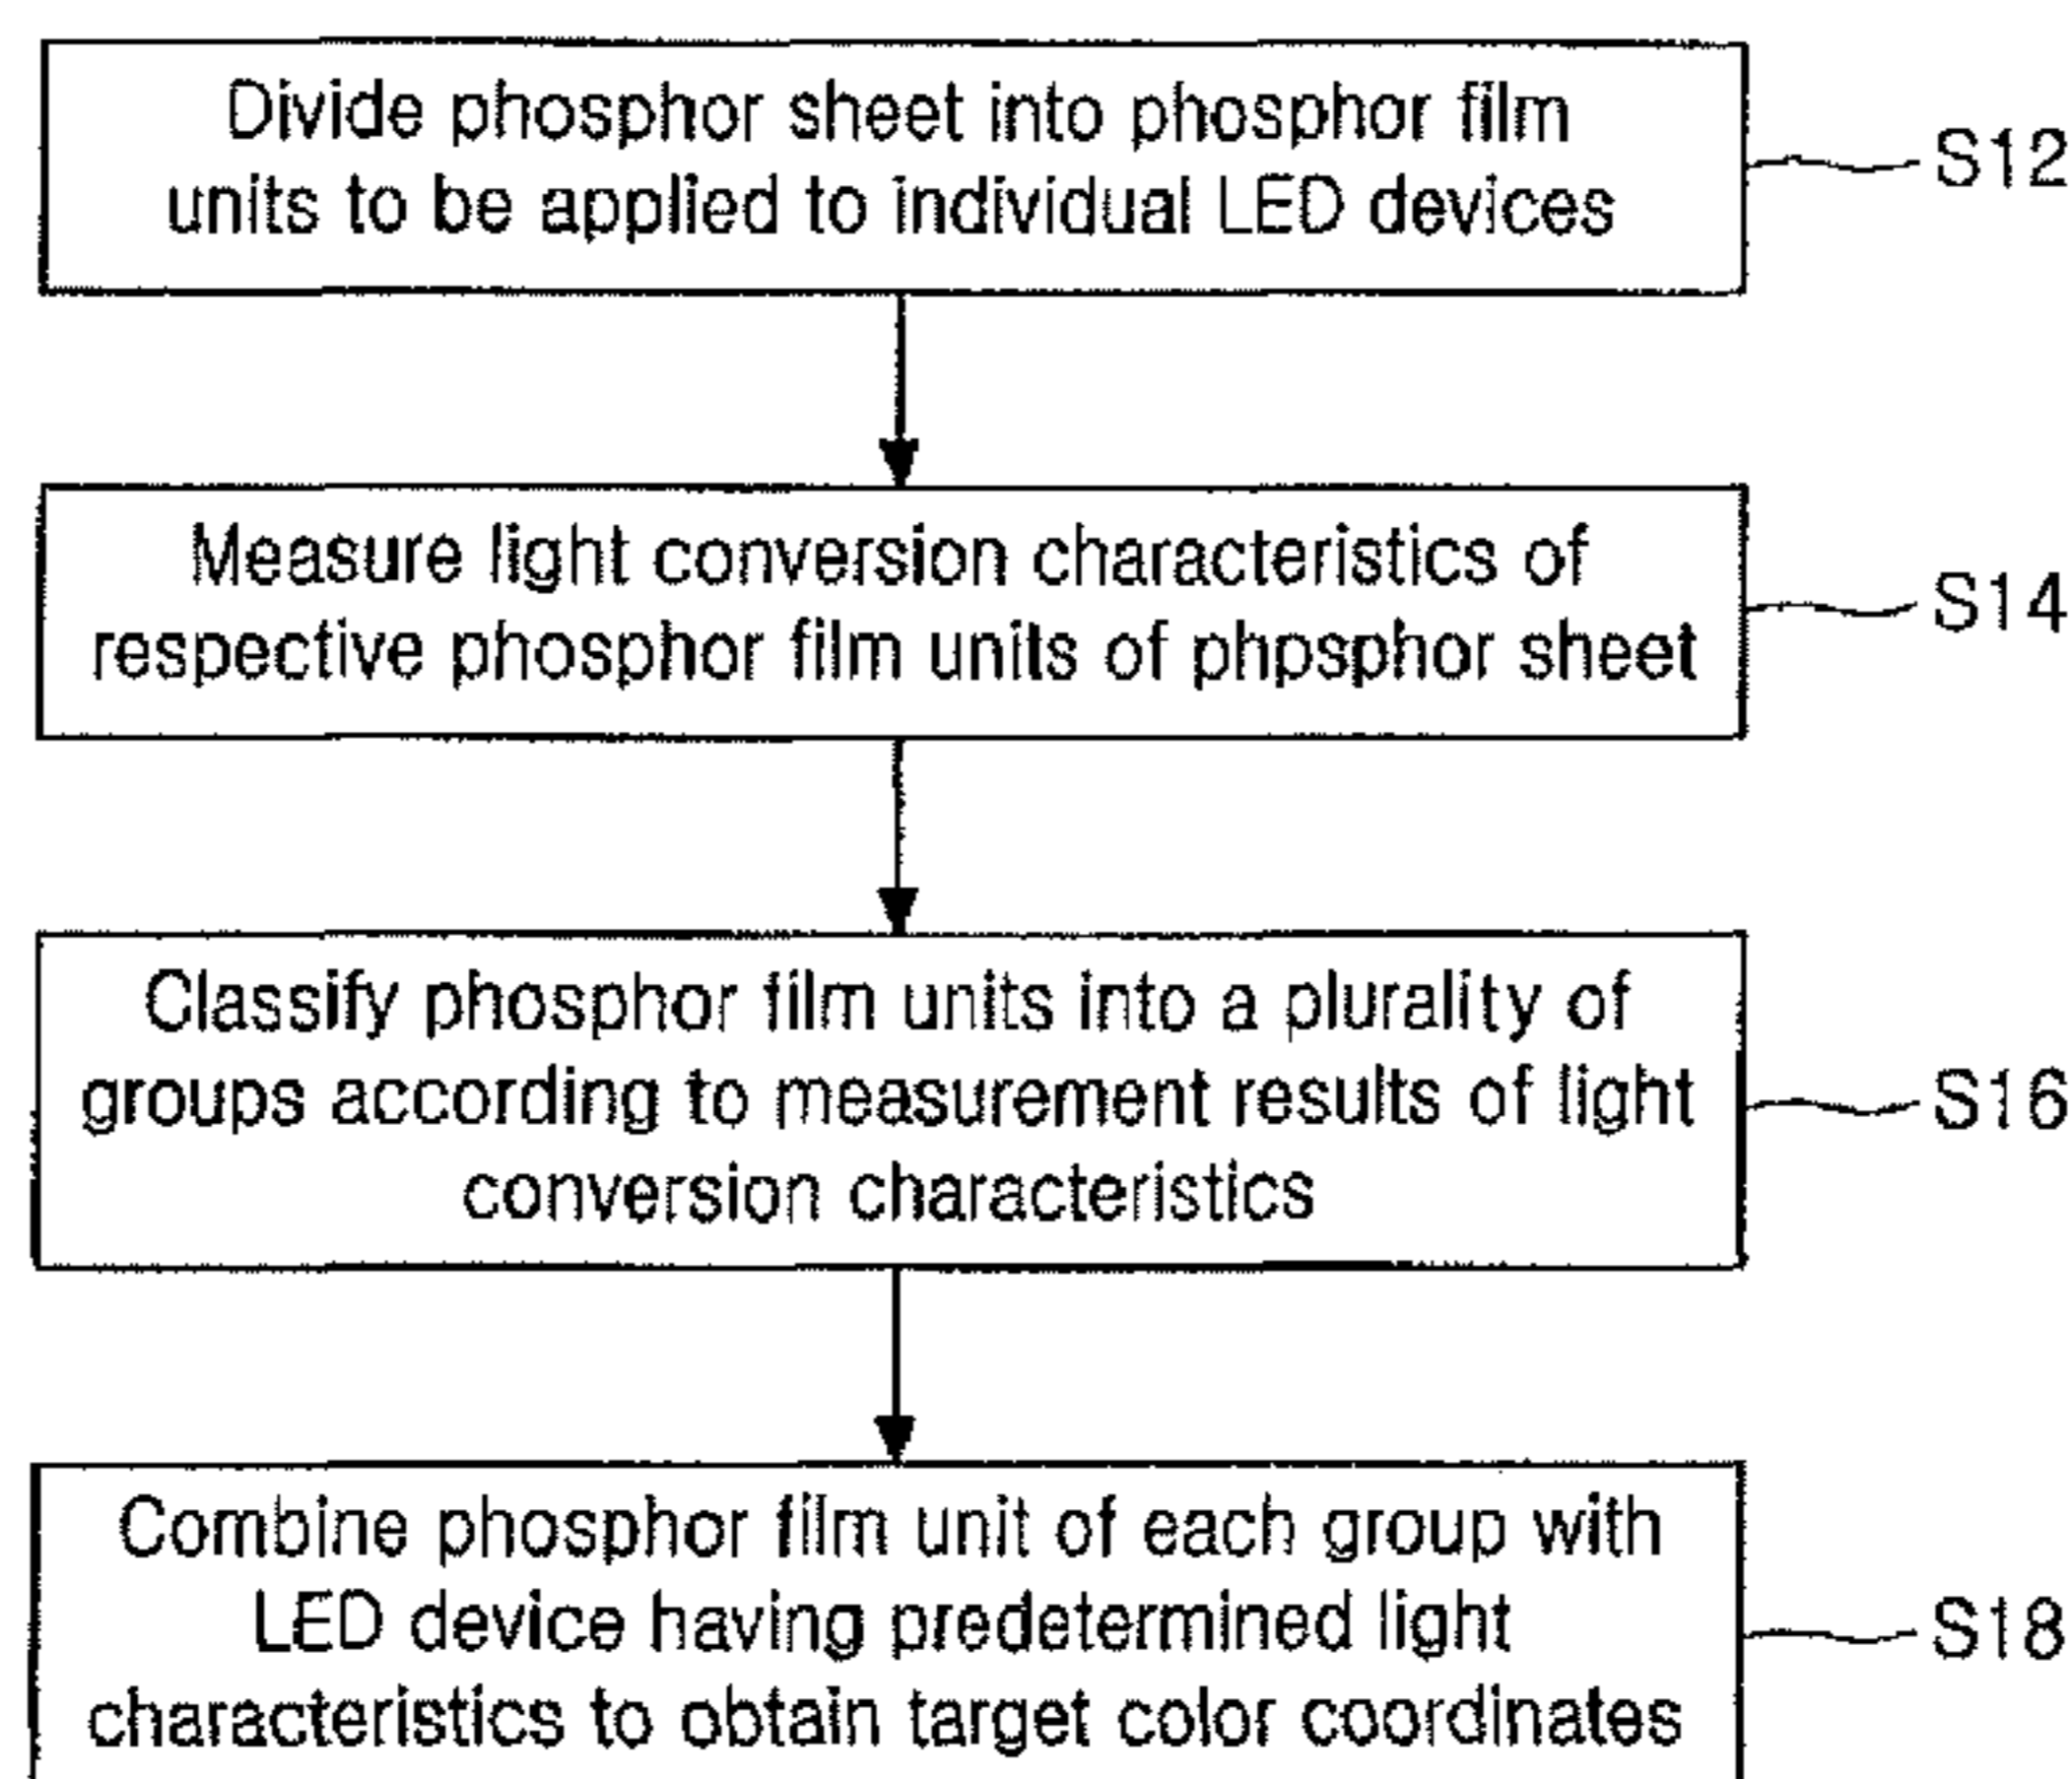 Divide phosphor sheet into phosphor film
units to be applied to individual LED devices
S12
Measure light conversion characteristics of
respective phosphor film units of phpsphor sheet
S14
Classify phosphor film units into a plurality of
groups according to measurement results of light
conversion characteristics
S16
Combine phosphor film unit of each group with
LED device having predetermined light
characteristics to obtain target color coordinates
S18